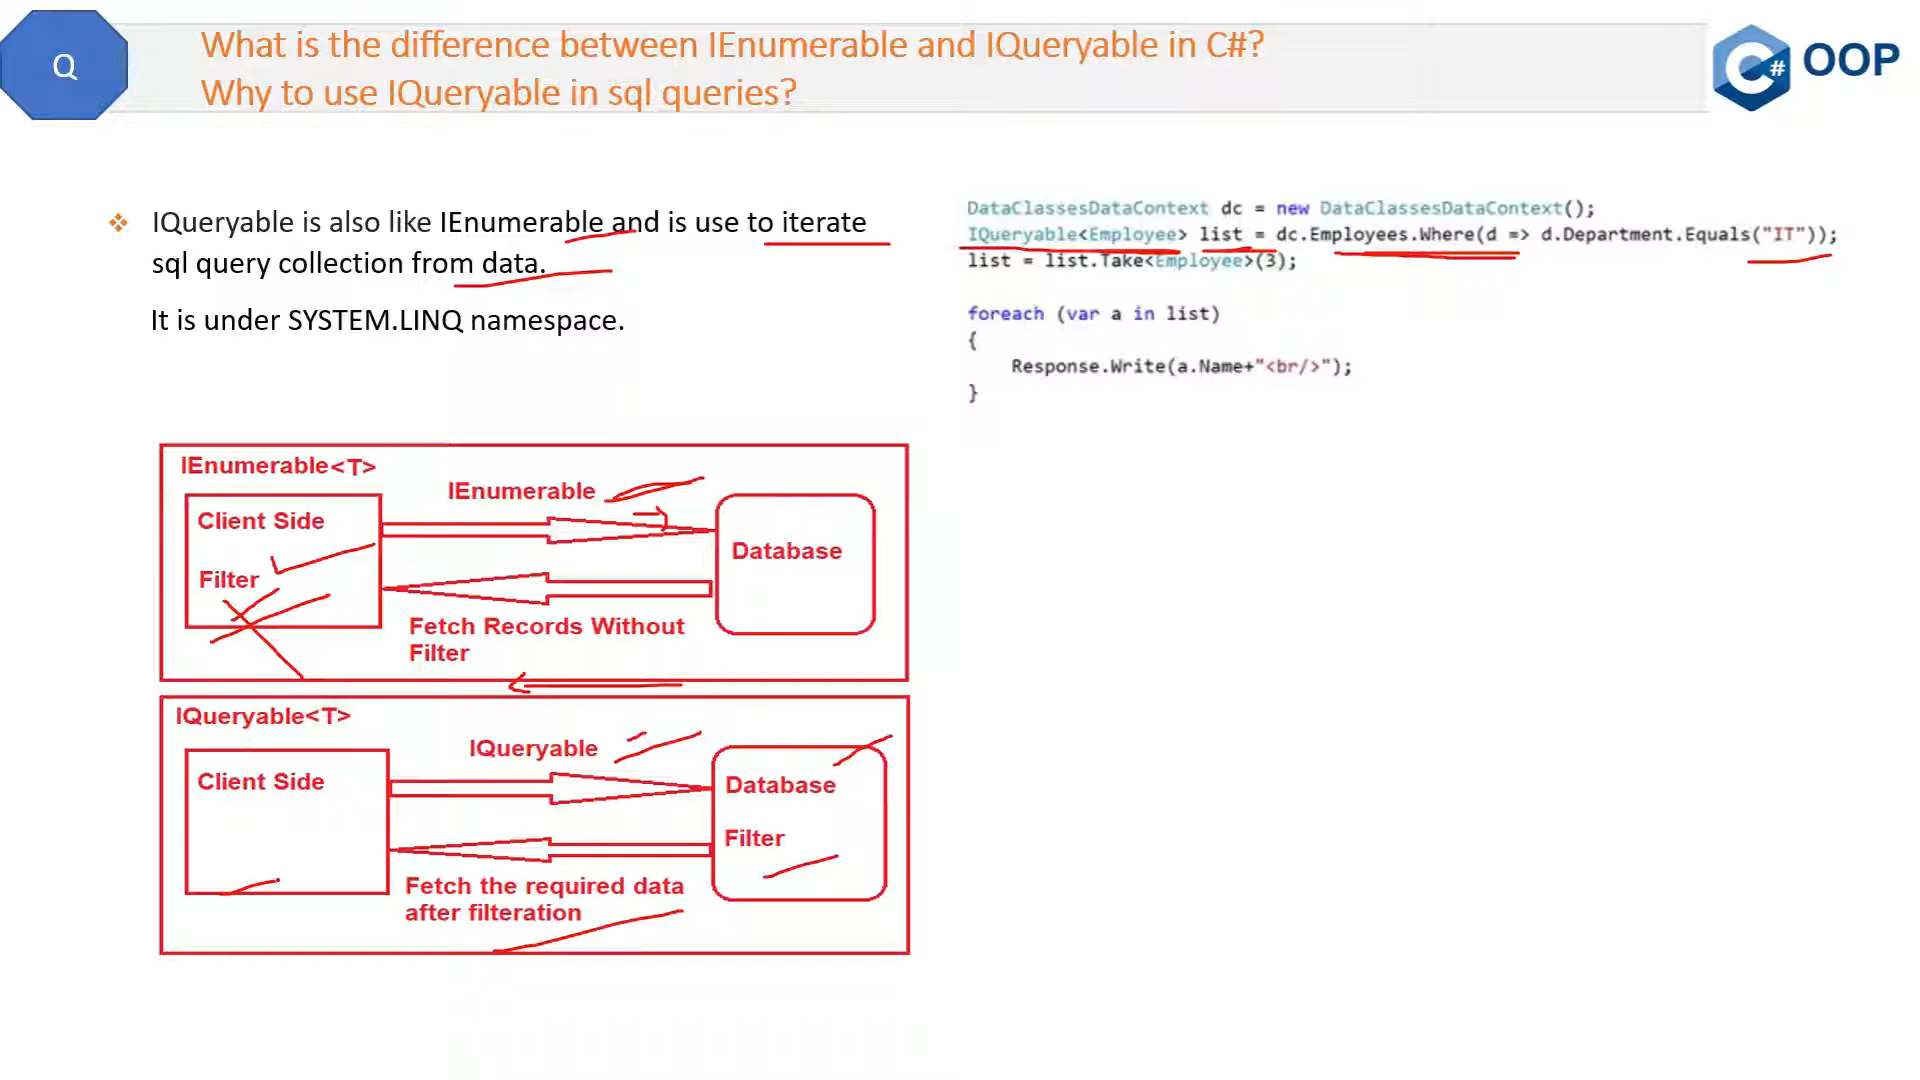 Q
What is the difference between IEnumerable and IQueryable in C#?
Why to use IQueryable in sql queries?
C# OOP
❖ IQueryable is also like IEnumerable and is use to iterate
sql query collection from data.
It is under SYSTEM.LINQ namespace.
DataClassesDataContext dc = new DataClassesDataContext();
IQueryable<Employee> list = dc.Employees.Where(d => d.Department.Equals("IT"));
list = list.Take<Employee>(3);
foreach (var a in list)
{
Response.Write(a.Name+"<br/>");
}
IEnumerable<T>
IEnumerable
Client Side
Filter
Database
Fetch Records Without
Filter
IQueryable<T>
IQueryable
Client Side
Database
Filter
Fetch the required data
after filteration